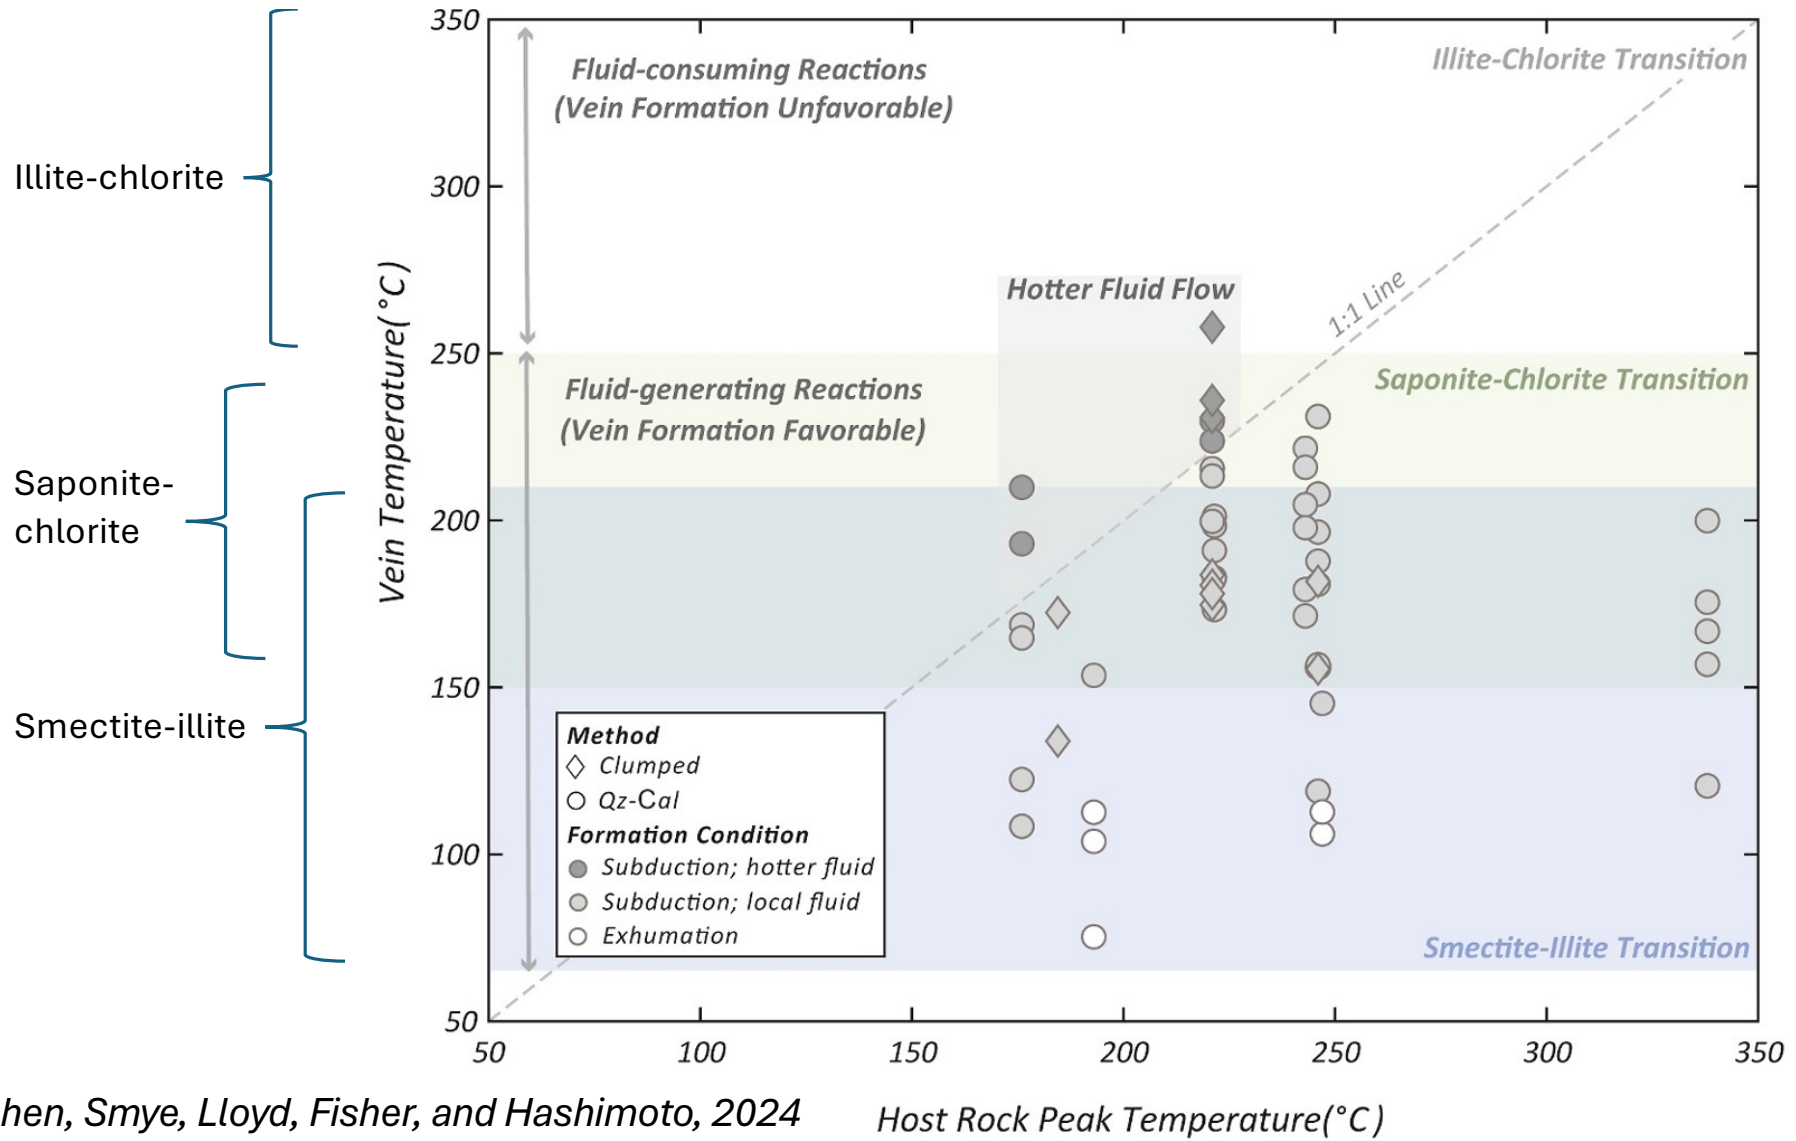 350
Illite-Chlorite Transition
Fluid-consuming Reactions
(Vein Formation Unfavorable)
Illite-chlorite
300
Hotter Fluid Flow
1:1 Line
Vein Temperature(°C)
250
Saponite-Chlorite Transition
Fluid-generating Reactions
(Vein Formation Favorable)
Saponite-
chlorite
200
150
Smectite-illite
Method
Clumped
Qz-Cal
Formation Condition
Subduction; hotter fluid
Subduction; local fluid
Exhumation
100
Smectite-Illite Transition
50
50 100 150 200 250 300 350
hen, Smye, Lloyd, Fisher, and Hashimoto, 2024
Host Rock Peak Temperature(°C)